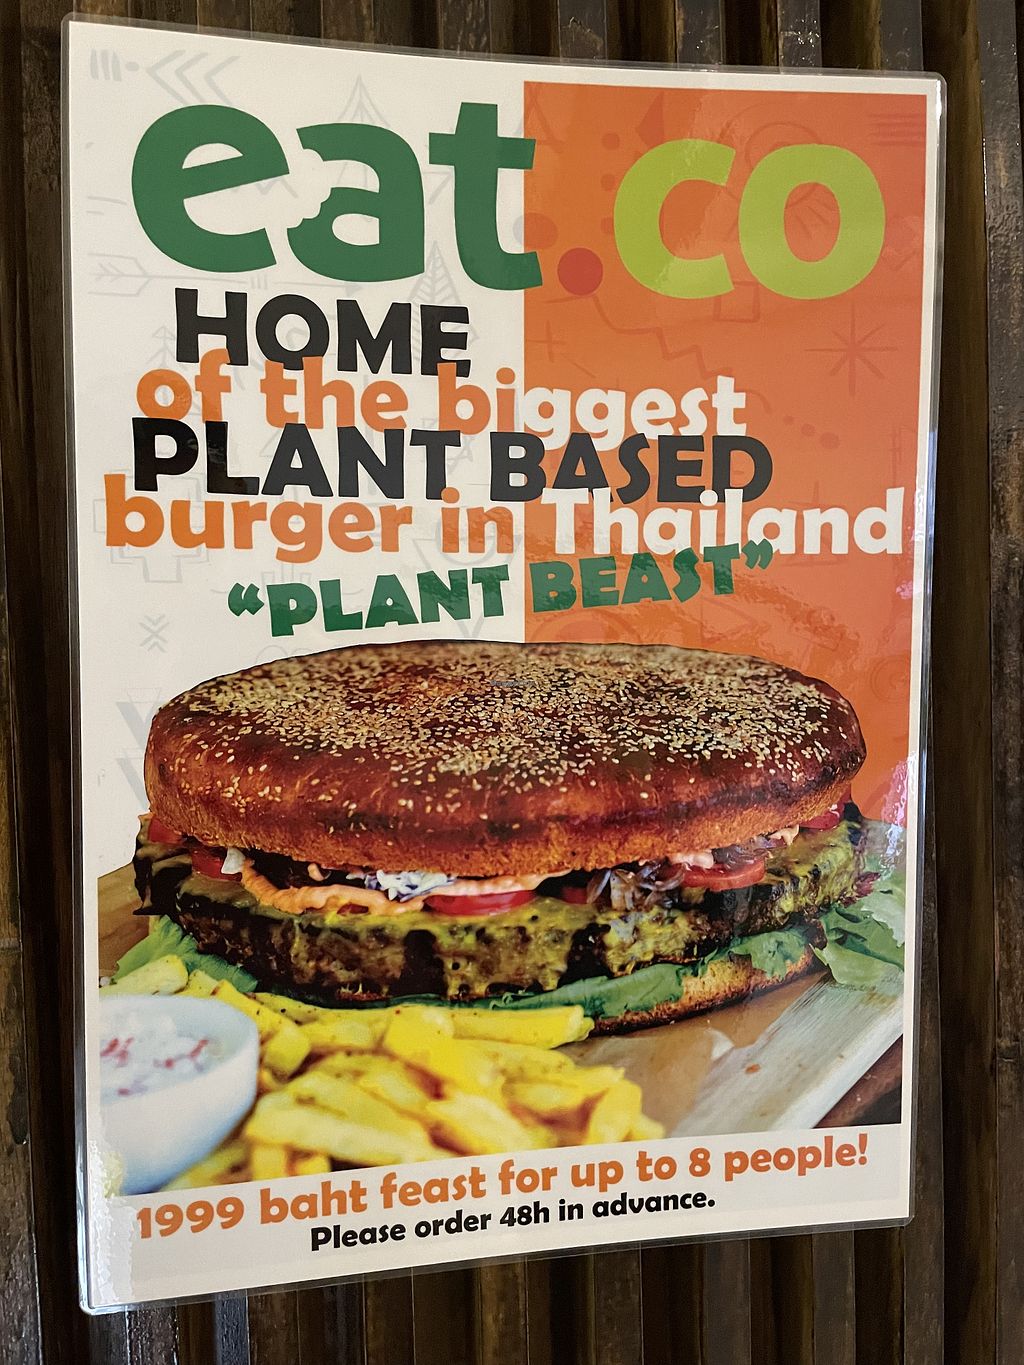 eat.co
HOME
of the biggest
PLANT BASED
burger in Thailand
“PLANT BEAST”
1999 baht feast for up to 8 people!
Please order 48h in advance.